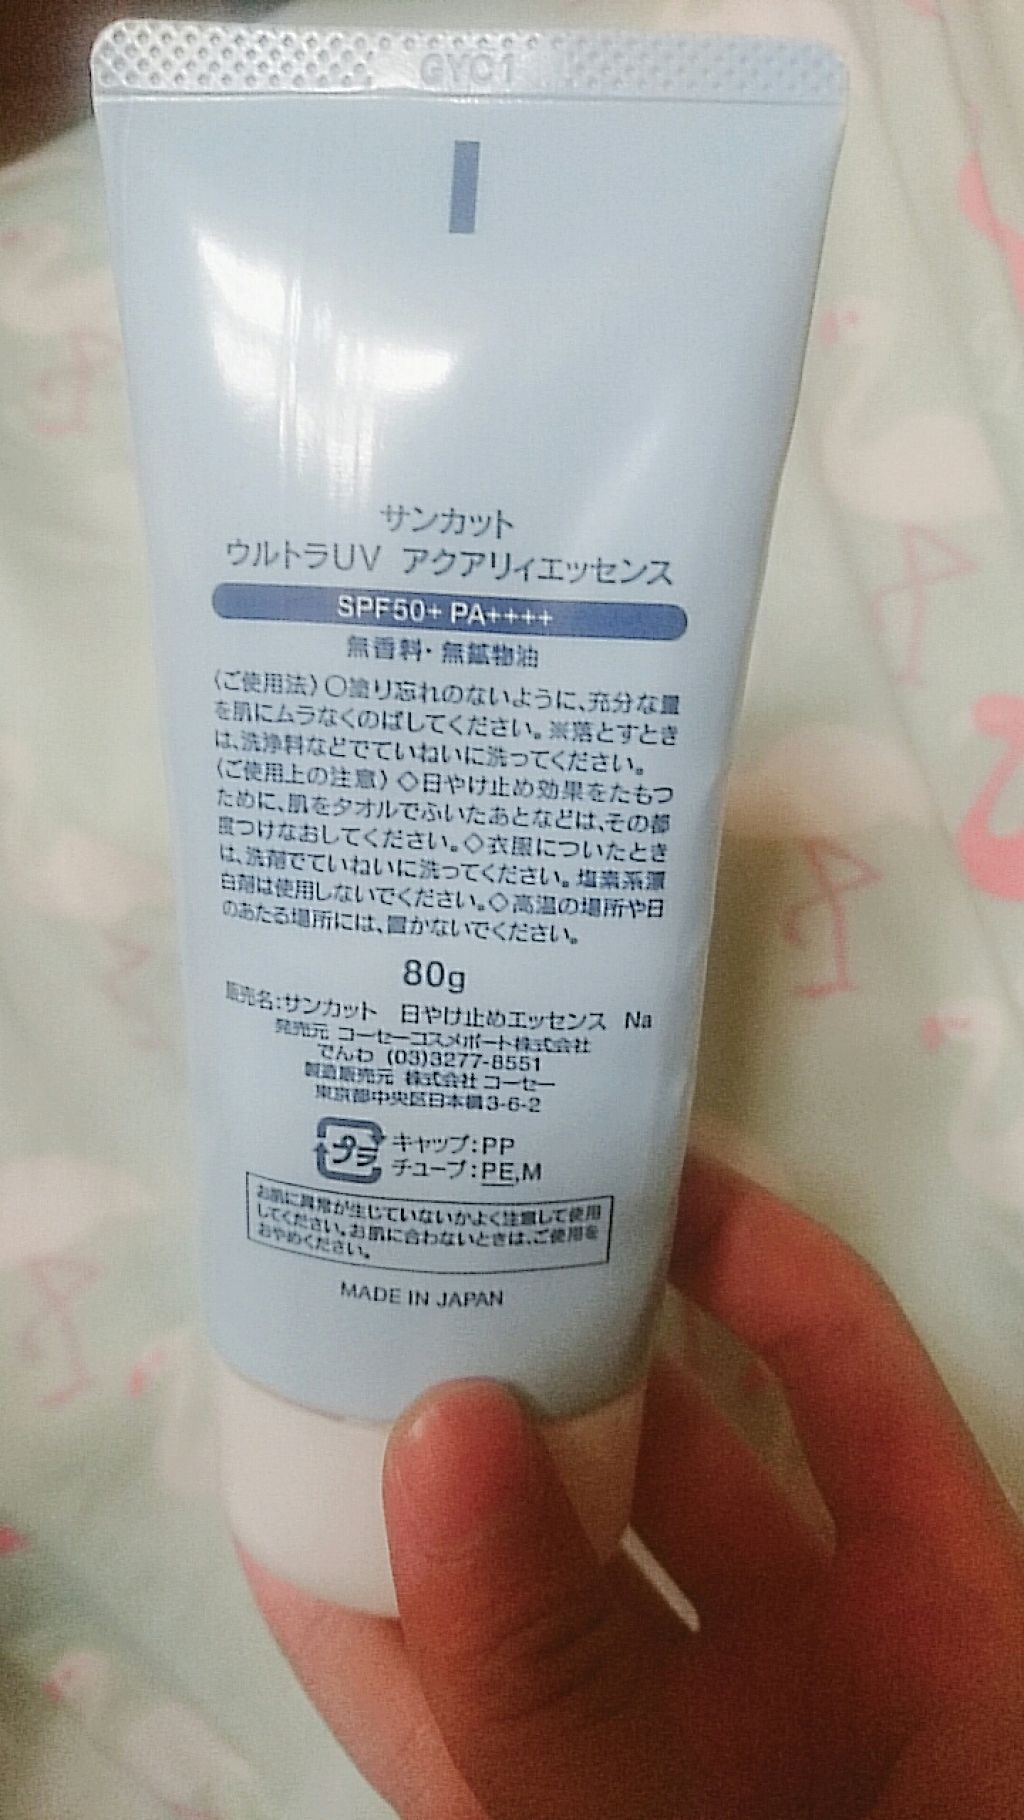 GYC1
サンカット
ウルトラUV アクアリィエッセンス
SPF50+ PA++++
無香料・無鉱物油
〈ご使用法〉○塗り忘れのないように、充分な量
を肌にムラなくのばしてください。※落とすとき
は、洗浄料などでていねいに洗ってください。
〈ご使用上の注意〉◇日やけ止め効果をたもつ
ために、肌をタオルでふいたあとなどは、その都
度つけなおしてください。◇衣服についたとき
は、洗剤でていねいに洗ってください。塩素系漂
白剤は使用しないでください。◇高温の場所や日
のあたる場所には、置かないでください。
80g
販売名:サンカット 日やけ止めエッセンス Na
発売元 コーセーコスメポート株式会社
でんわ (03)3277-8551
製造販売元 株式会社 コーセー
東京都中央区日本橋3-6-2
プラ
キャップ:PP
チューブ:PE,M
お肌に異常が生じていないかよく注意して使用
してください。お肌に合わないときは、ご使用を
おやめください。
MADE IN JAPAN